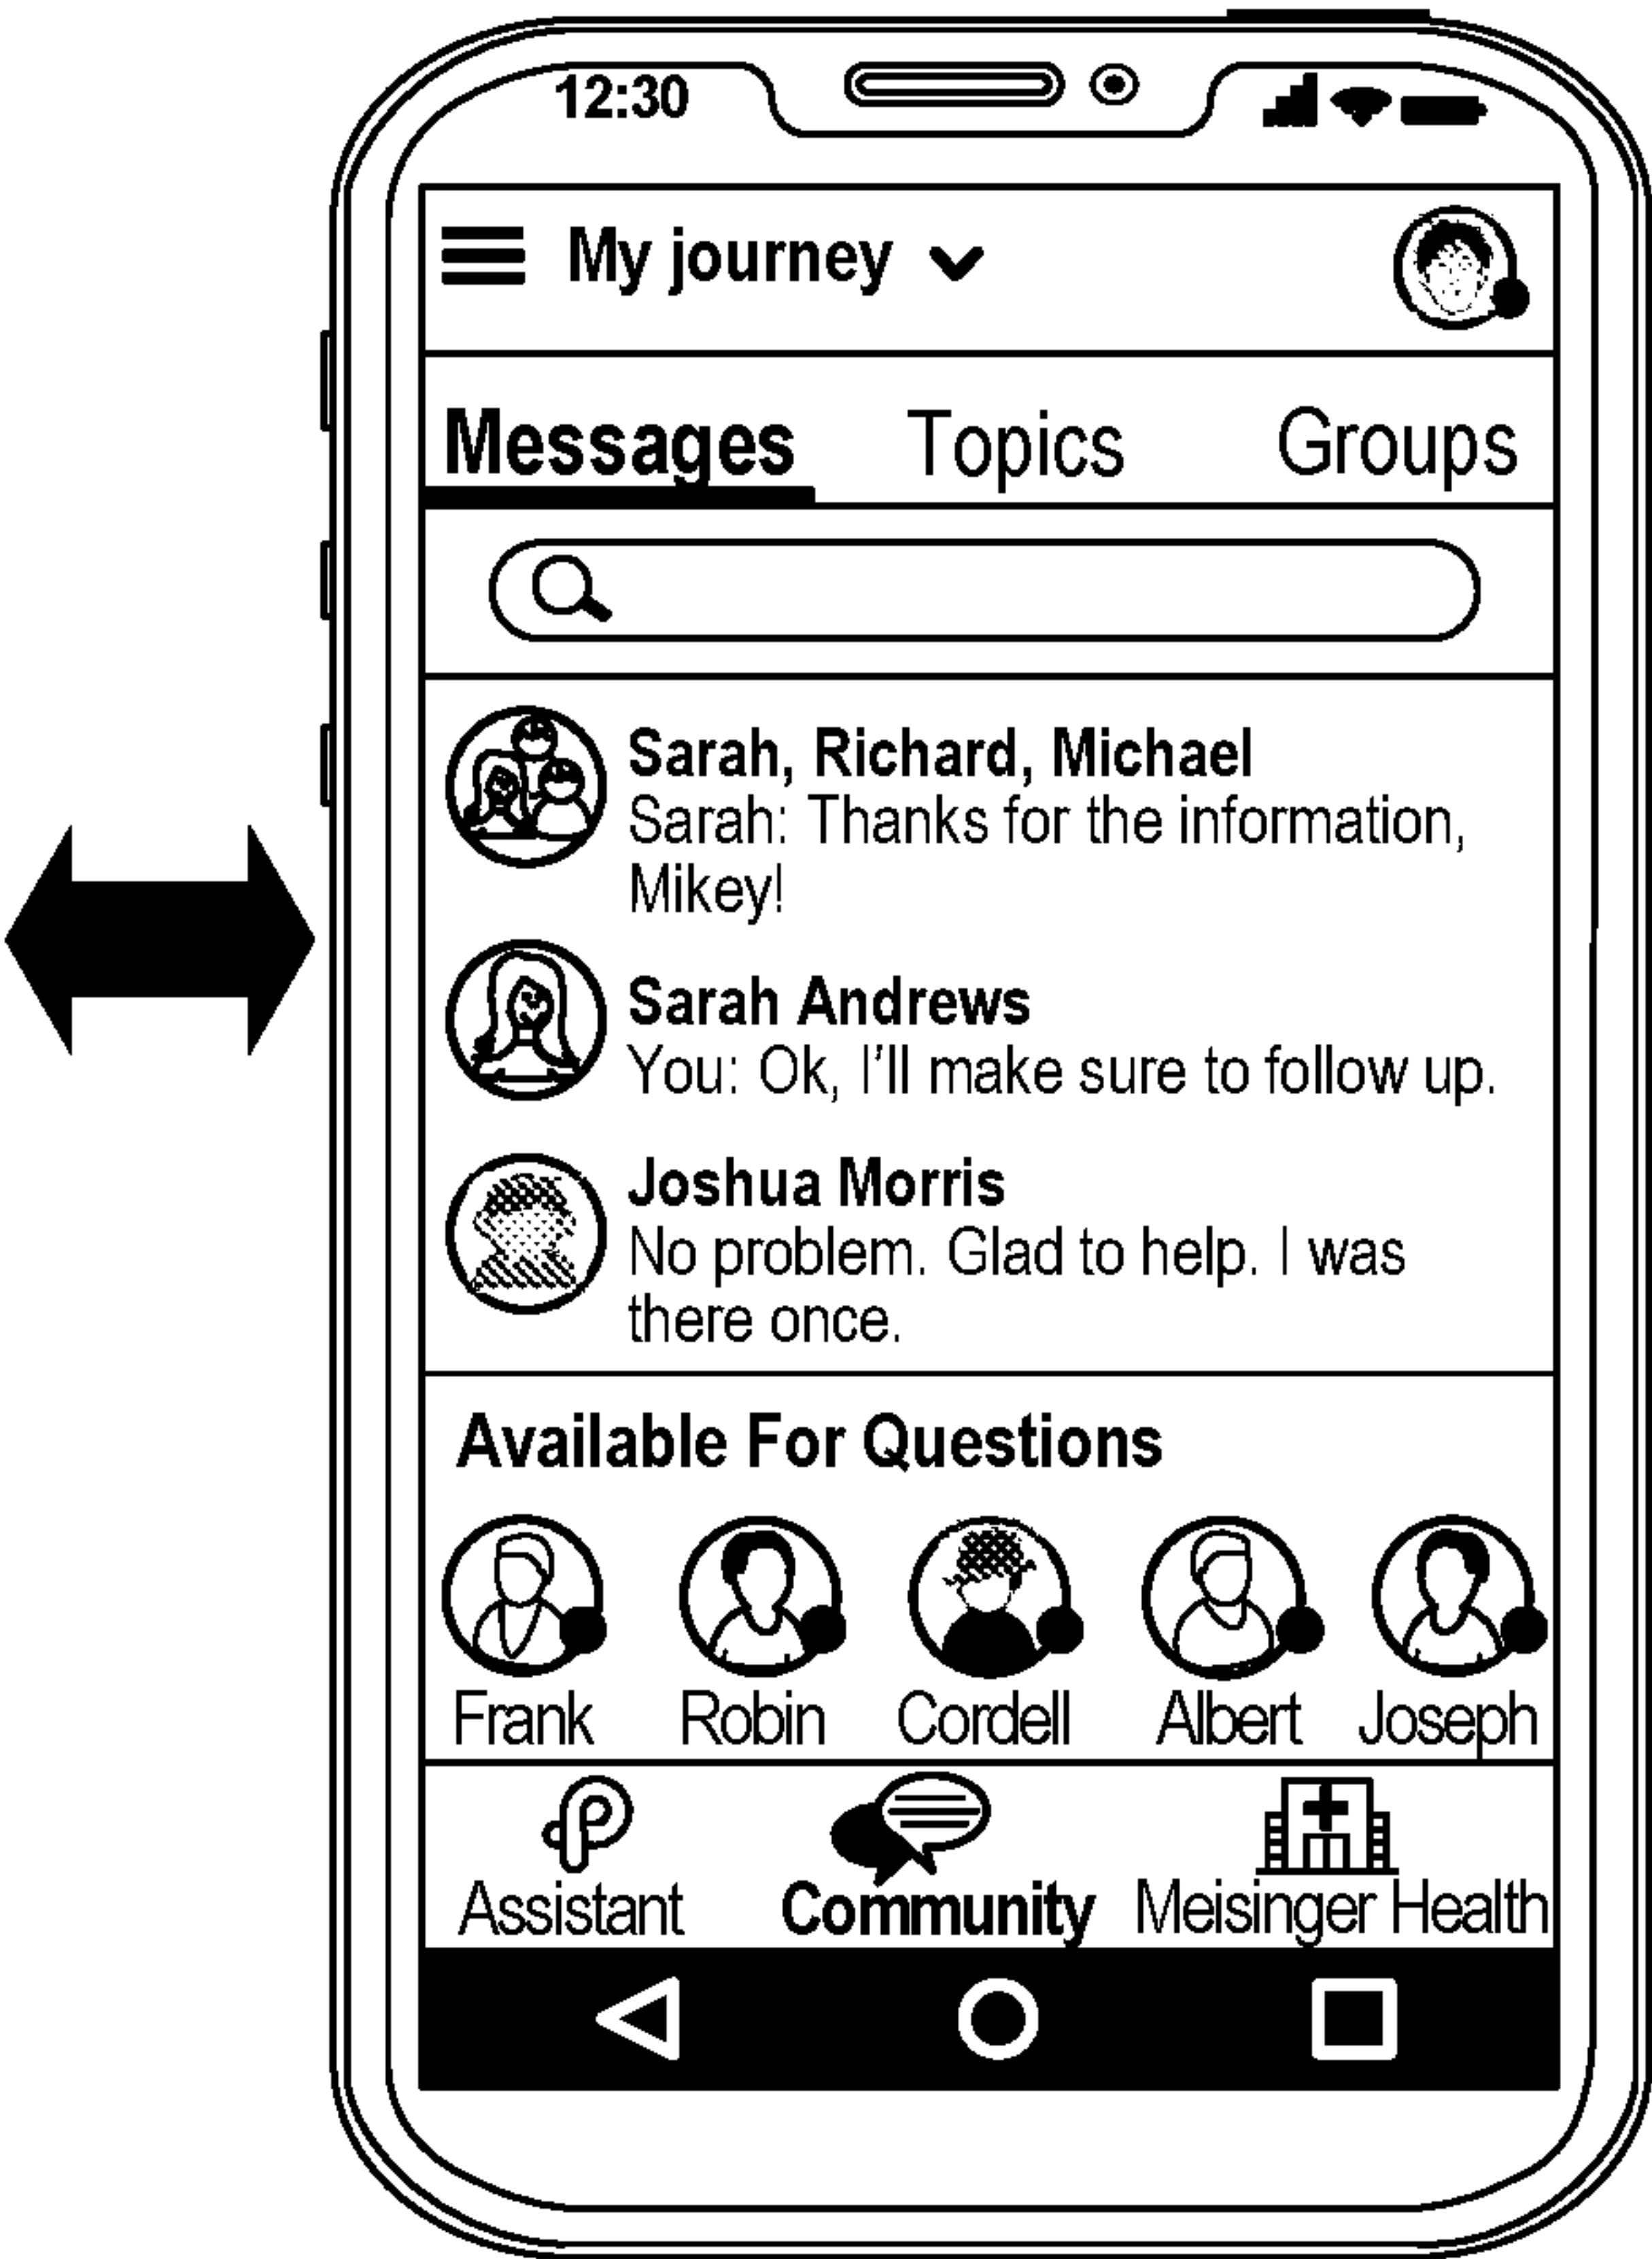 12:30
My journey
Messages Topics Groups
Sarah, Richard, Michael
Sarah: Thanks for the information,
Mikey!
Sarah Andrews
You: Ok, I'll make sure to follow up.
Joshua Morris
No problem. Glad to help. I was
there once.
Available For Questions
Frank Robin Cordell Albert Joseph
Assistant Community Meisinger Health